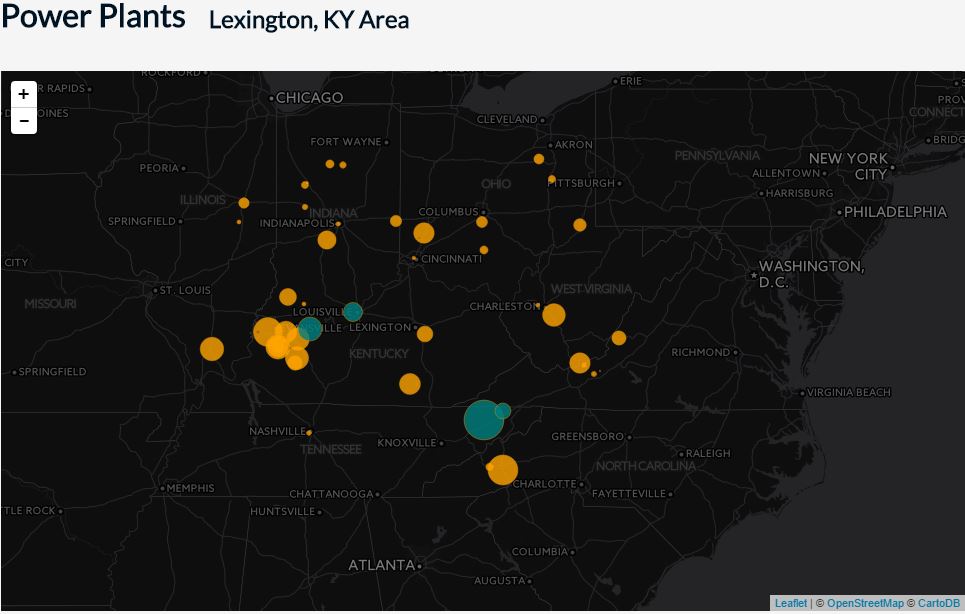 Power Plants Lexington, KY Area
ROCKFORD
ERIE
+
R RAPIDS
CHICAGO
PROV
CONNECT
OINES
CLEVELAND
BRIDG
−
FORT WAYNE
AKRON
PENNSYLVANIA
NEW YORK
CITY
PEORIA
ALLENTOWN
OHIO
PITTSBURGH
HARRISBURG
ILLINOIS
COLUMBUS
PHILADELPHIA
SPRINGFIELD
INDIANA
INDIANAPOLIS
CITY
CINCINNATI
WASHINGTON,
D.C.
ST. LOUIS
WEST VIRGINIA
MISSOURI
CHARLESTON
LOUISVILL
SVILLE
LEXINGTON
KENTUCKY
RICHMOND
SPRINGFIELD
VIRGINIA BEACH
NASHVILLE
TENNESSEE
KNOXVILLE
GREENSBORO
RALEIGH
NORTH CAROLINA
MEMPHIS
CHATTANOOGA
CHARLOTTE
FAYETTEVILLE
TLE ROCK
HUNTSVILLE
COLUMBIA
ATLANTA
AUGUSTA
Leaflet | © OpenStreetMap © CartoDB